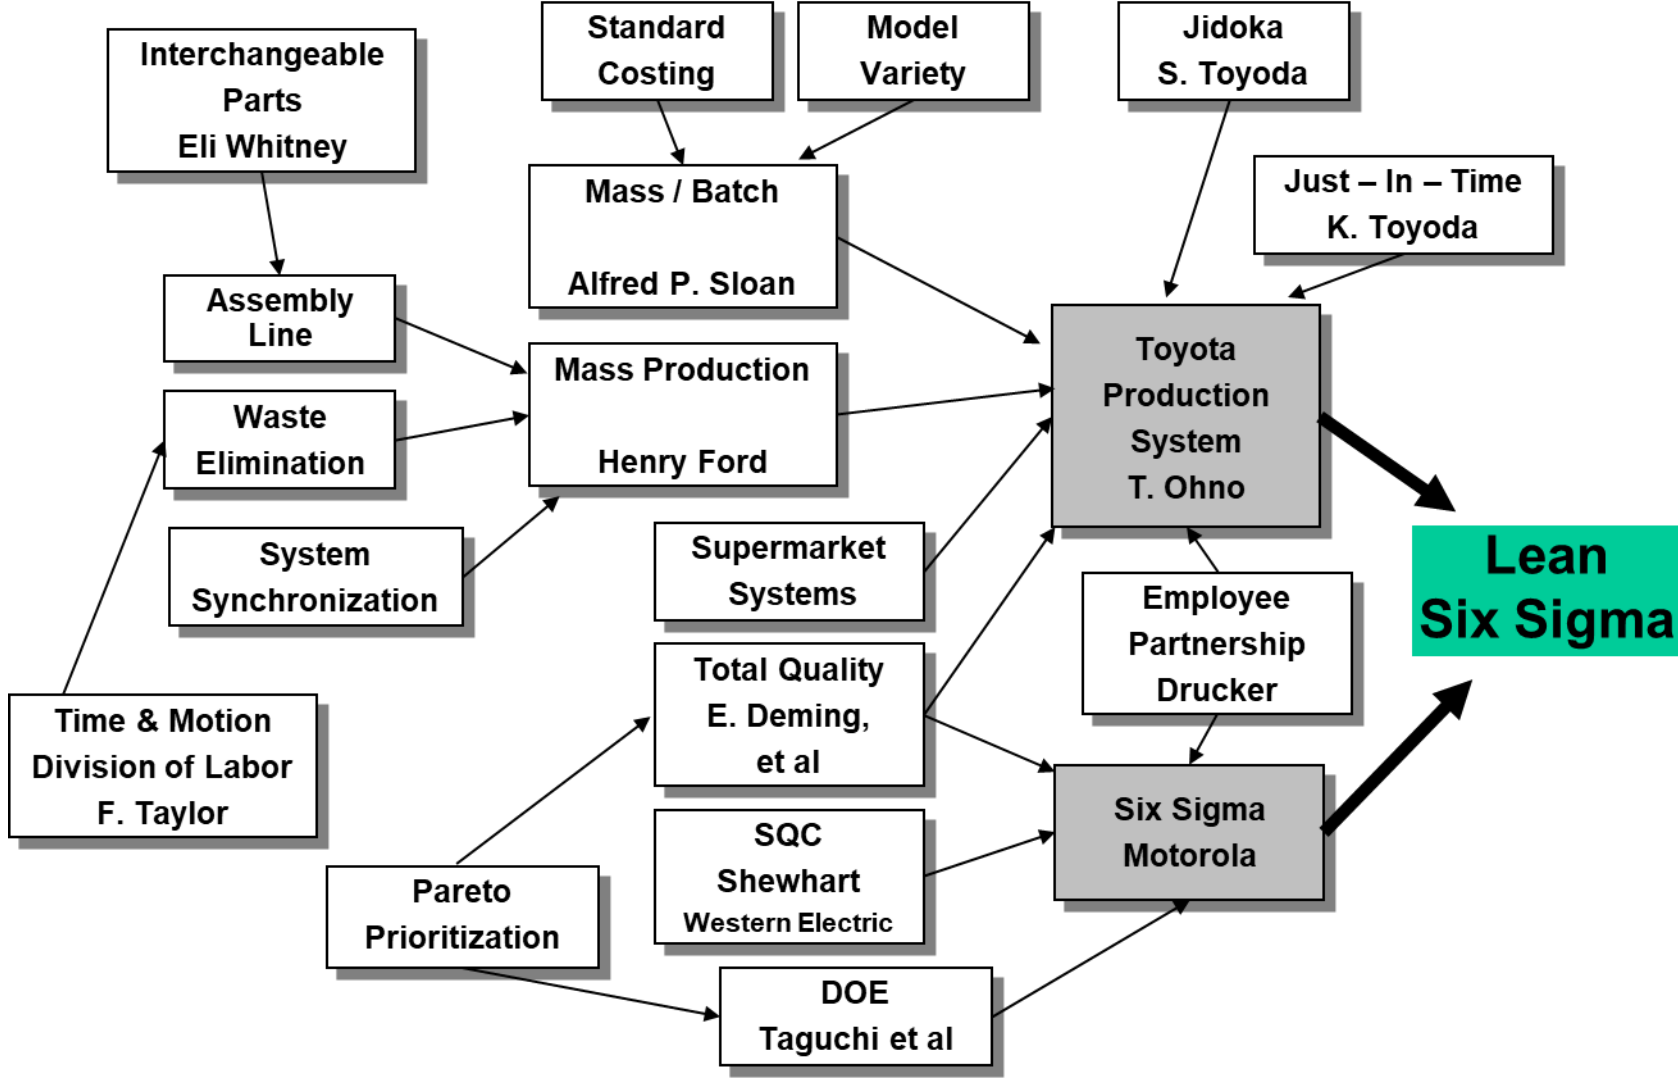 Interchangeable
Parts
Eli Whitney
Standard
Costing
Model
Variety
Jidoka
S. Toyoda
Just – In – Time
K. Toyoda
Mass / Batch
Alfred P. Sloan
Assembly
Line
Mass Production
Henry Ford
Toyota
Production
System
T. Ohno
Waste
Elimination
System
Synchronization
Supermarket
Systems
Lean
Six Sigma
Employee
Partnership
Drucker
Total Quality
E. Deming,
et al
Time & Motion
Division of Labor
F. Taylor
Six Sigma
Motorola
SQC
Shewhart
Western Electric
Pareto
Prioritization
DOE
Taguchi et al